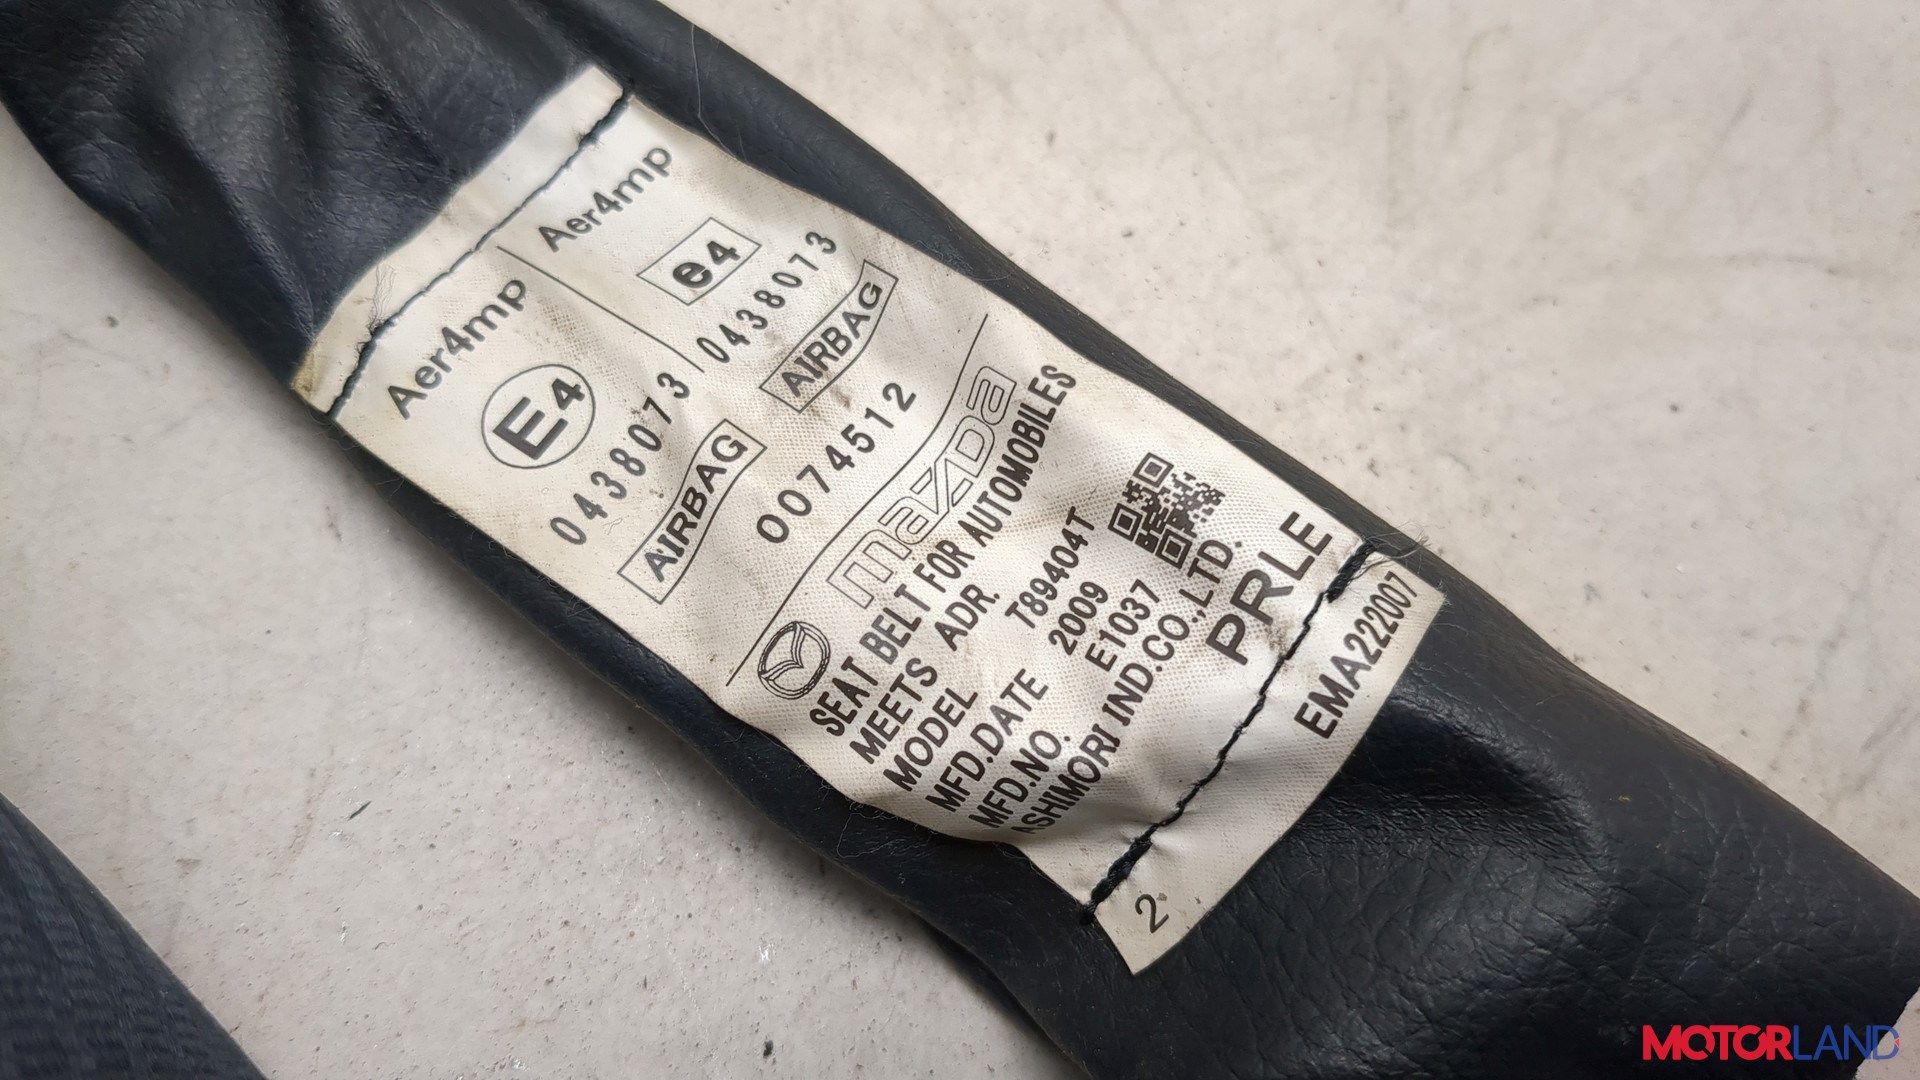 Aer4mp
E4
0438073
AIRBAG
Aer4mp
e4
0438073
AIRBAG
0074512
mazda
SEAT BELT FOR AUTOMOBILES
MEETS ADR.
MODEL T89404T
MFD.DATE 2009
MFD.NO. E1037
ASHIMORI IND.CO.,LTD.
PRLE
2.
EMA222007
MOTORLAND